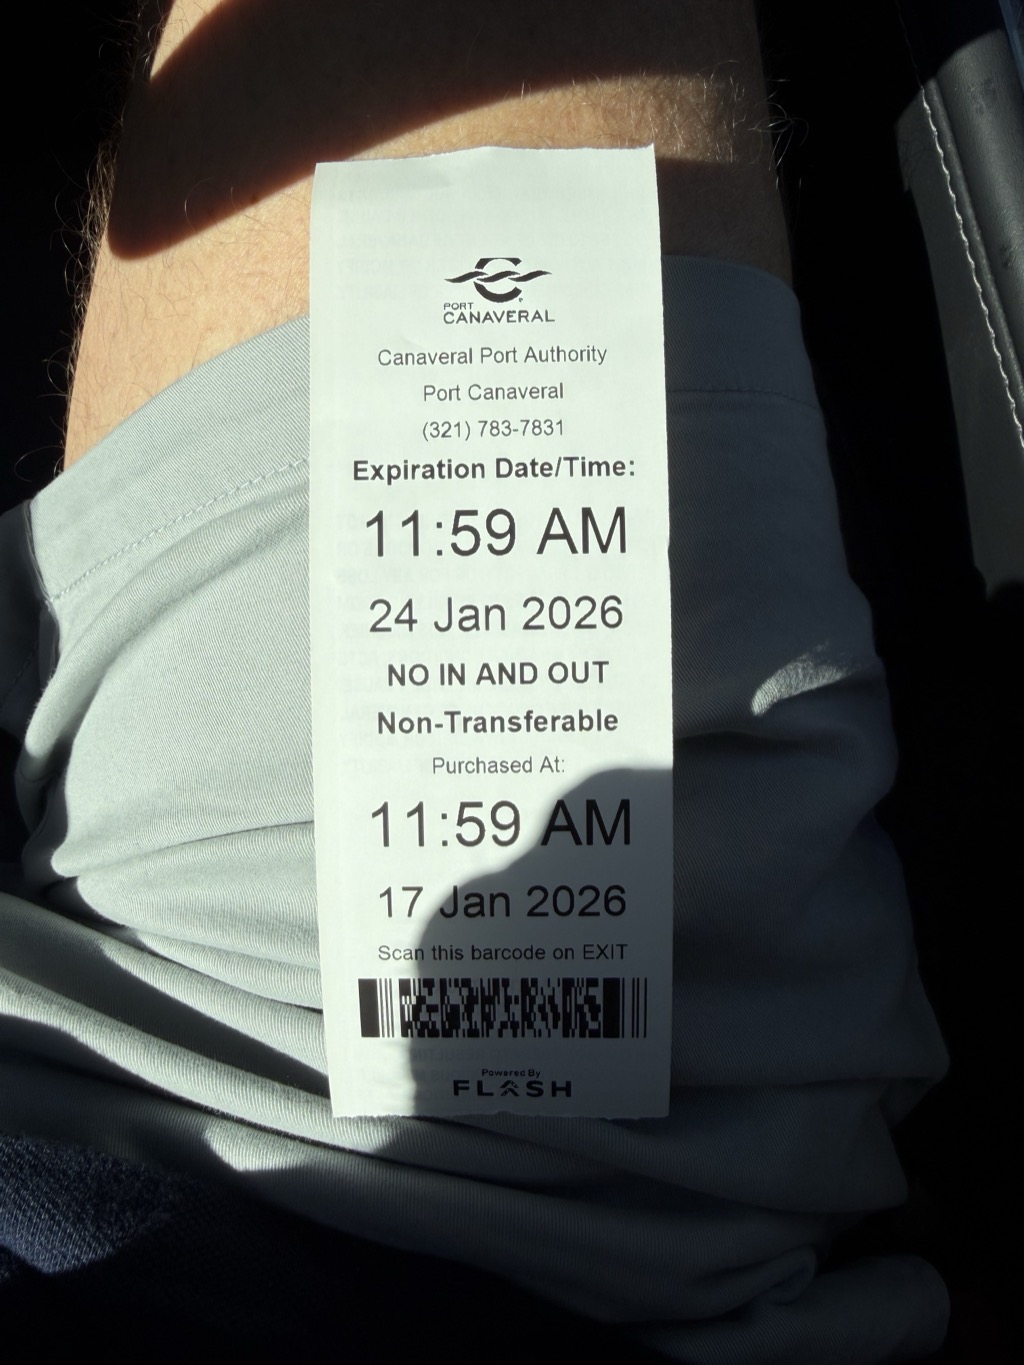 PORT
CANAVERAL
Canaveral Port Authority
Port Canaveral
(321) 783-7831
Expiration Date/Time:
11:59 AM
24 Jan 2026
NO IN AND OUT
Non-Transferable
Purchased At:
11:59 AM
17 Jan 2026
Scan this barcode on EXIT
Powered By
FLASH